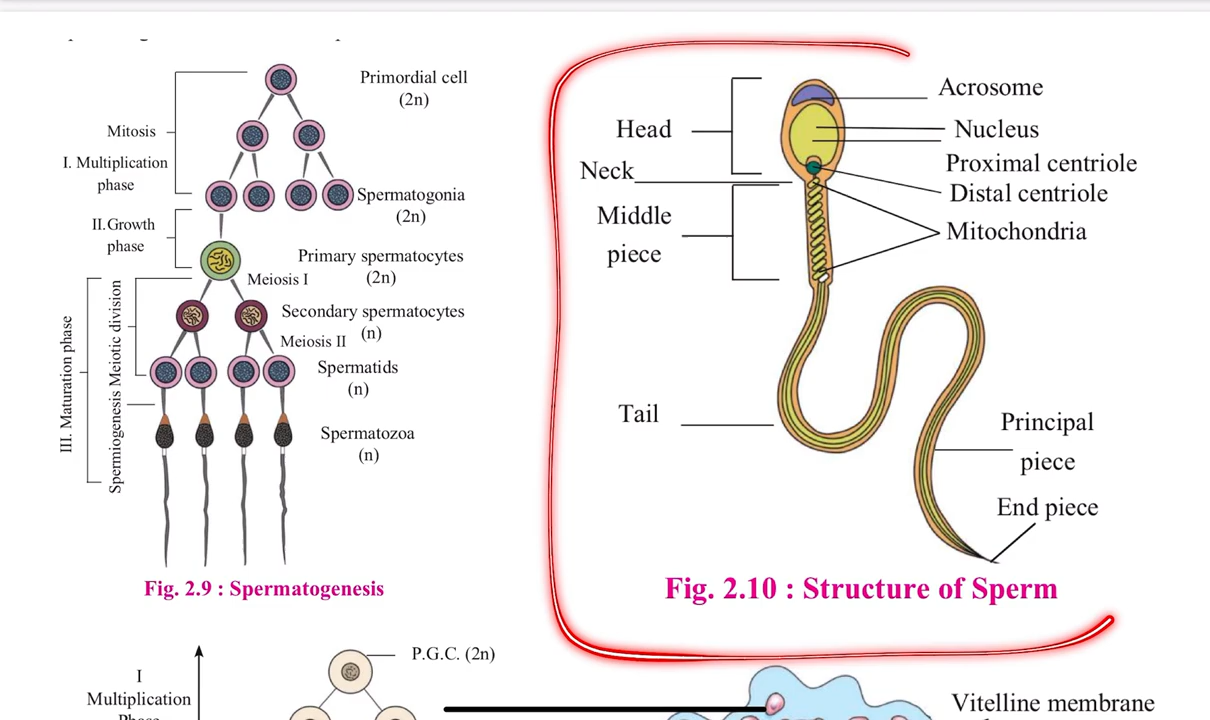 Primordial cell
(2n)
Mitosis
I. Multiplication
phase
Spermatogonia
(2n)
II. Growth
phase
Primary spermatocytes
(2n)
Meiosis I
Secondary spermatocytes
(n)
Meiosis II
Spermatids
(n)
Spermatozoa
(n)
III. Maturation phase
Spermiogenesis Meiotic division
Fig. 2.9 : Spermatogenesis
Head
Neck
Middle
piece
Tail
Acrosome
Nucleus
Proximal centriole
Distal centriole
Mitochondria
Principal
piece
End piece
Fig. 2.10 : Structure of Sperm
I
Multiplication
Phase
P.G.C. (2n)
Vitelline membrane